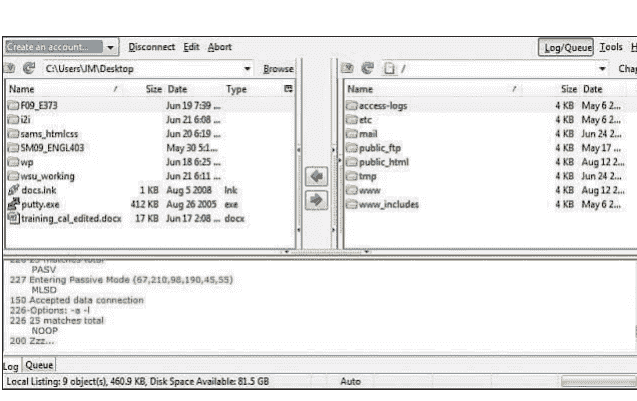 Create an account... Disconnect Edit Abort Log/Queue Tools H
C:\Users\JM\Desktop Browse / Cha
Name / Size Date Type Name / Size Date
F09_E373 Jun 19 7:39 ... access-logs 4 KB May 6 2...
i2i Jun 21 6:08 ... etc 4 KB May 6 2...
sams_htmlcss Jun 20 6:19 ... mail 4 KB Jun 24 2...
SM09_ENGL403 May 30 5:1... public_ftp 4 KB May 17 ...
wp Jun 18 6:25 ... public_html 4 KB Aug 12 2...
wsu_working Jun 21 6:11 ... tmp 4 KB Jun 24 2...
docs.lnk 1 KB Aug 5 2008 lnk www 4 KB Aug 12 2...
putty.exe 412 KB Aug 26 2005 exe www_includes 4 KB May 6 2...
training_cal_edited.docx 17 KB Jun 17 2:08 ... docx
PASV
227 Entering Passive Mode (67,210,98,190,45,55)
MLSD
150 Accepted data connection
226-Options: -a -l
226 25 matches total
NOOP
200 Zzz...
Log Queue
Local Listing: 9 object(s), 460.9 KB, Disk Space Available: 81.5 GB Auto